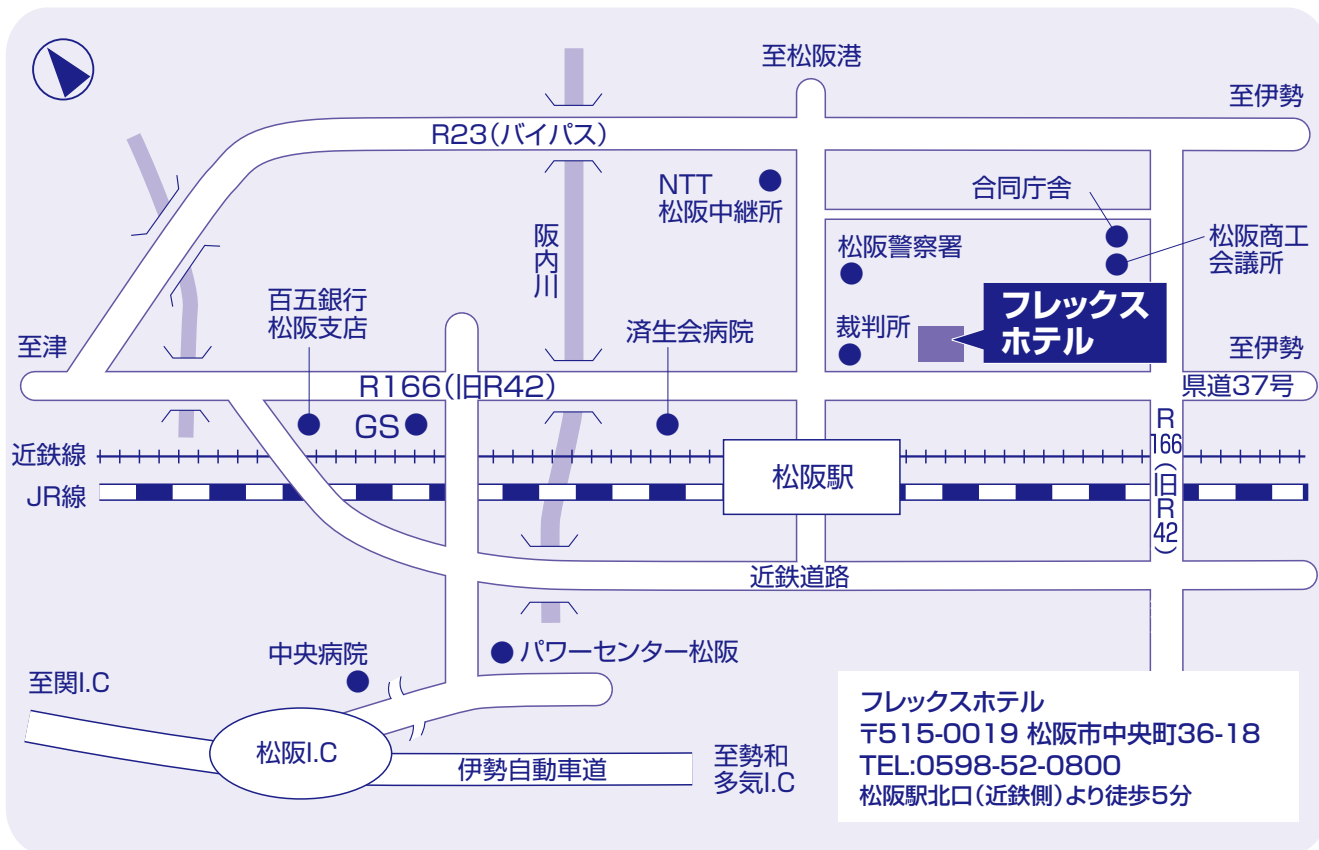 至松阪港
至伊勢
R23(バイパス)
NTT
松阪中継所
合同庁舎
松阪警察署
松阪商工
会議所
阪内川
百五銀行
松阪支店
済生会病院
裁判所
フレックス
ホテル
至津
至伊勢
R166(旧R42)
県道37号
GS
R166(旧R42)
近鉄線
JR線
松阪駅
近鉄道路
中央病院
パワーセンター松阪
至関I.C
松阪I.C
伊勢自動車道
至勢和
多気I.C
フレックスホテル
〒515-0019 松阪市中央町36-18
TEL:0598-52-0800
松阪駅北口(近鉄側)より徒歩5分